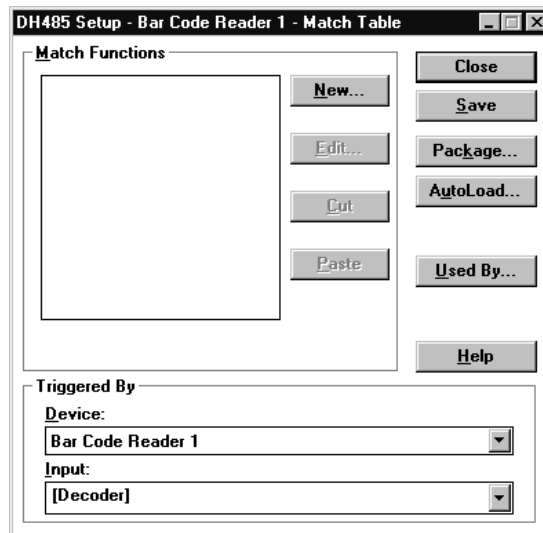 DH485 Setup - Bar Code Reader 1 - Match Table
Match Functions
New...
Edit...
Cut
Paste
Close
Save
Package...
AutoLoad...
Used By...
Help
Triggered By
Device:
Bar Code Reader 1
Input:
[Decoder]